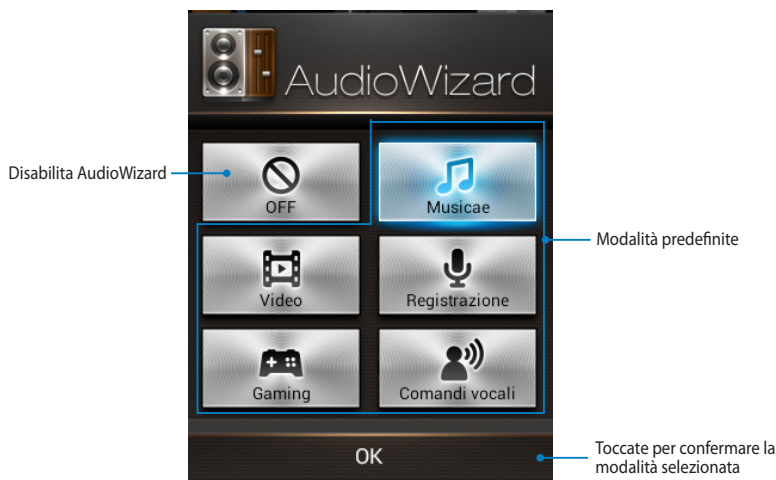 AudioWizard
Disabilita AudioWizard
OFF
Musicae
Modalità predefinite
Video
Registrazione
Gaming
Comandi vocali
OK
Toccate per confermare la
modalità selezionata